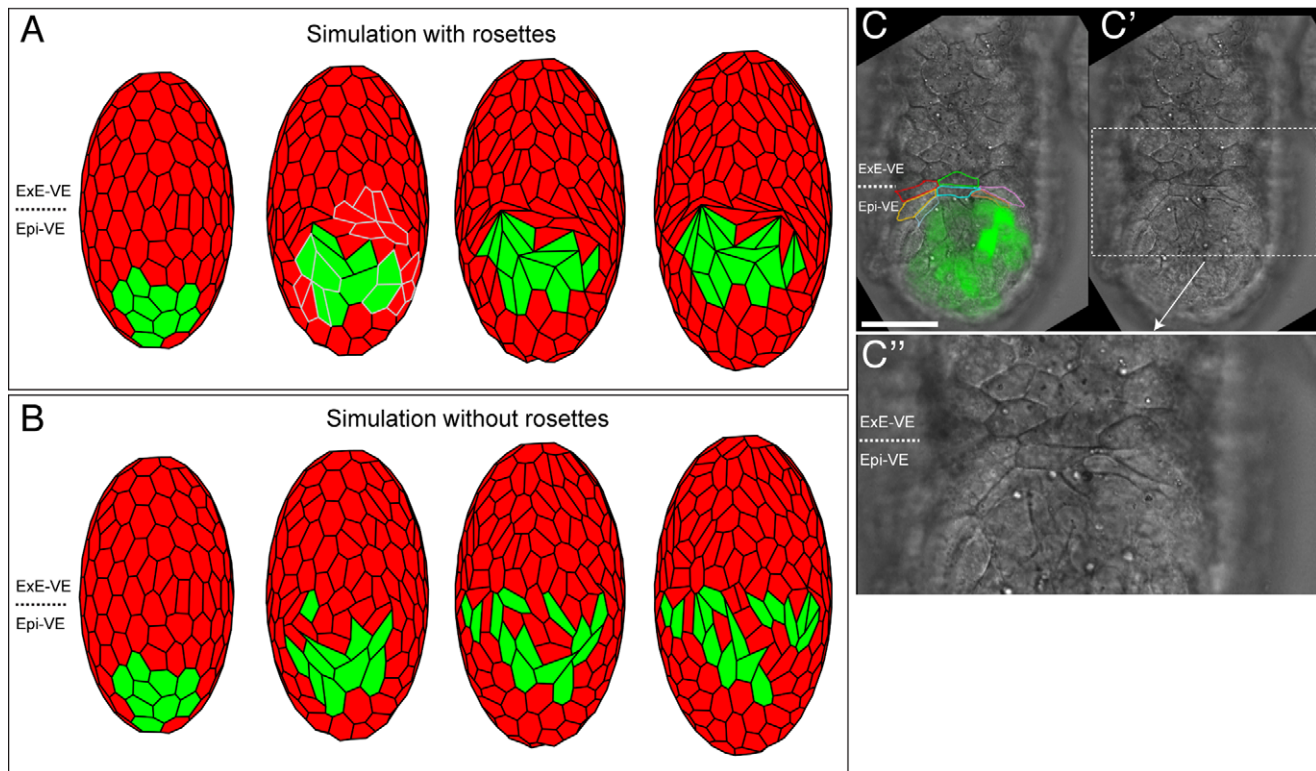 A
Simulation with rosettes
ExE-VE
Epi-VE
B
Simulation without rosettes
ExE-VE
Epi-VE
C
C'
ExE-VE
Epi-VE
C''
ExE-VE
Epi-VE